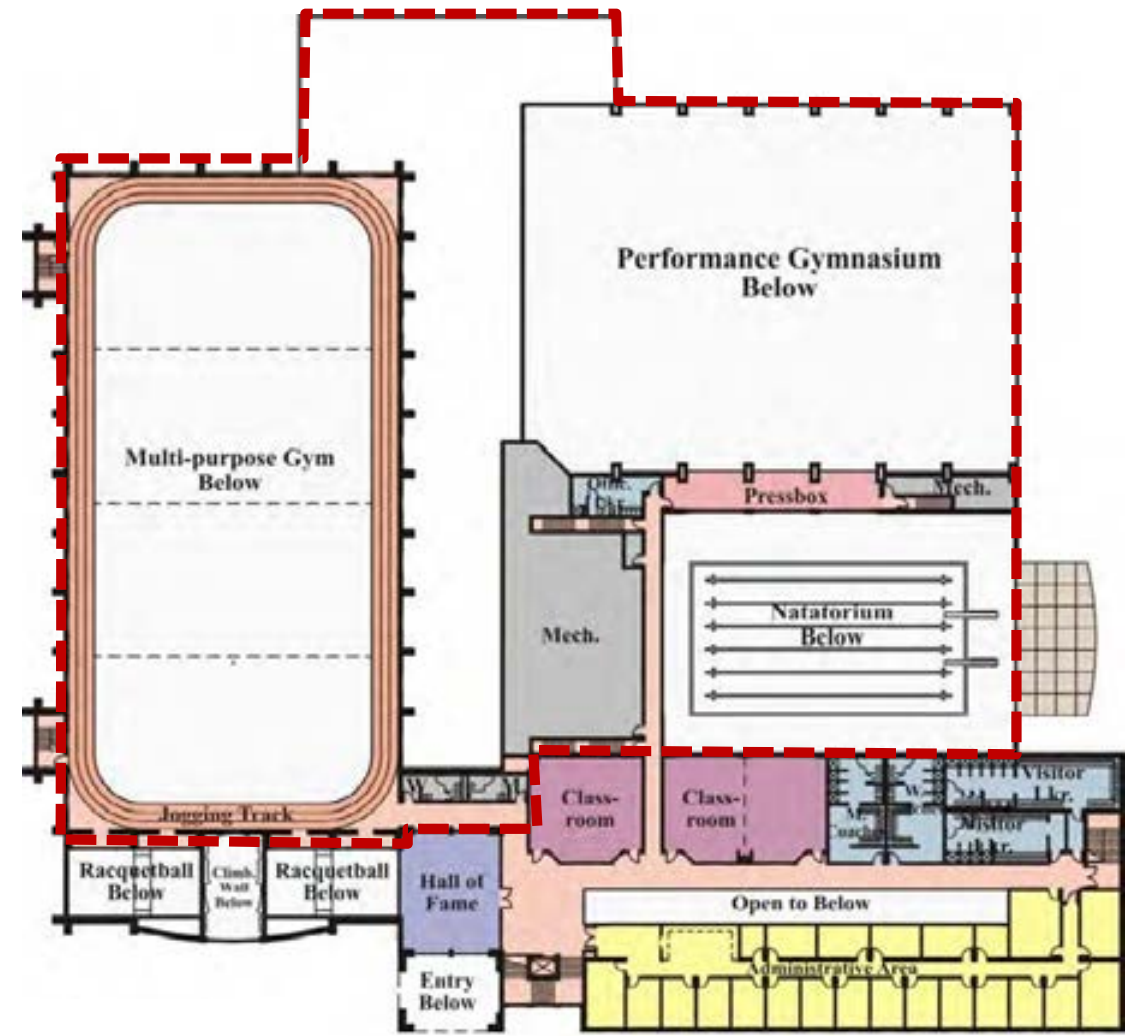 Performance Gymnasium
Below
Multi-purpose Gym
Below
Pressbox
Mech.
Natatorium
Below
Mech.
Visitor
Lkr.
W.
M.
Class-
room
Class-
room
W.
M.
Coaches
Visitor
Lkr.
Jogging Track
Racquetball
Below
Climb.
Wall
Below
Racquetball
Below
Hall of
Fame
Open to Below
Administrative Area
Entry
Below